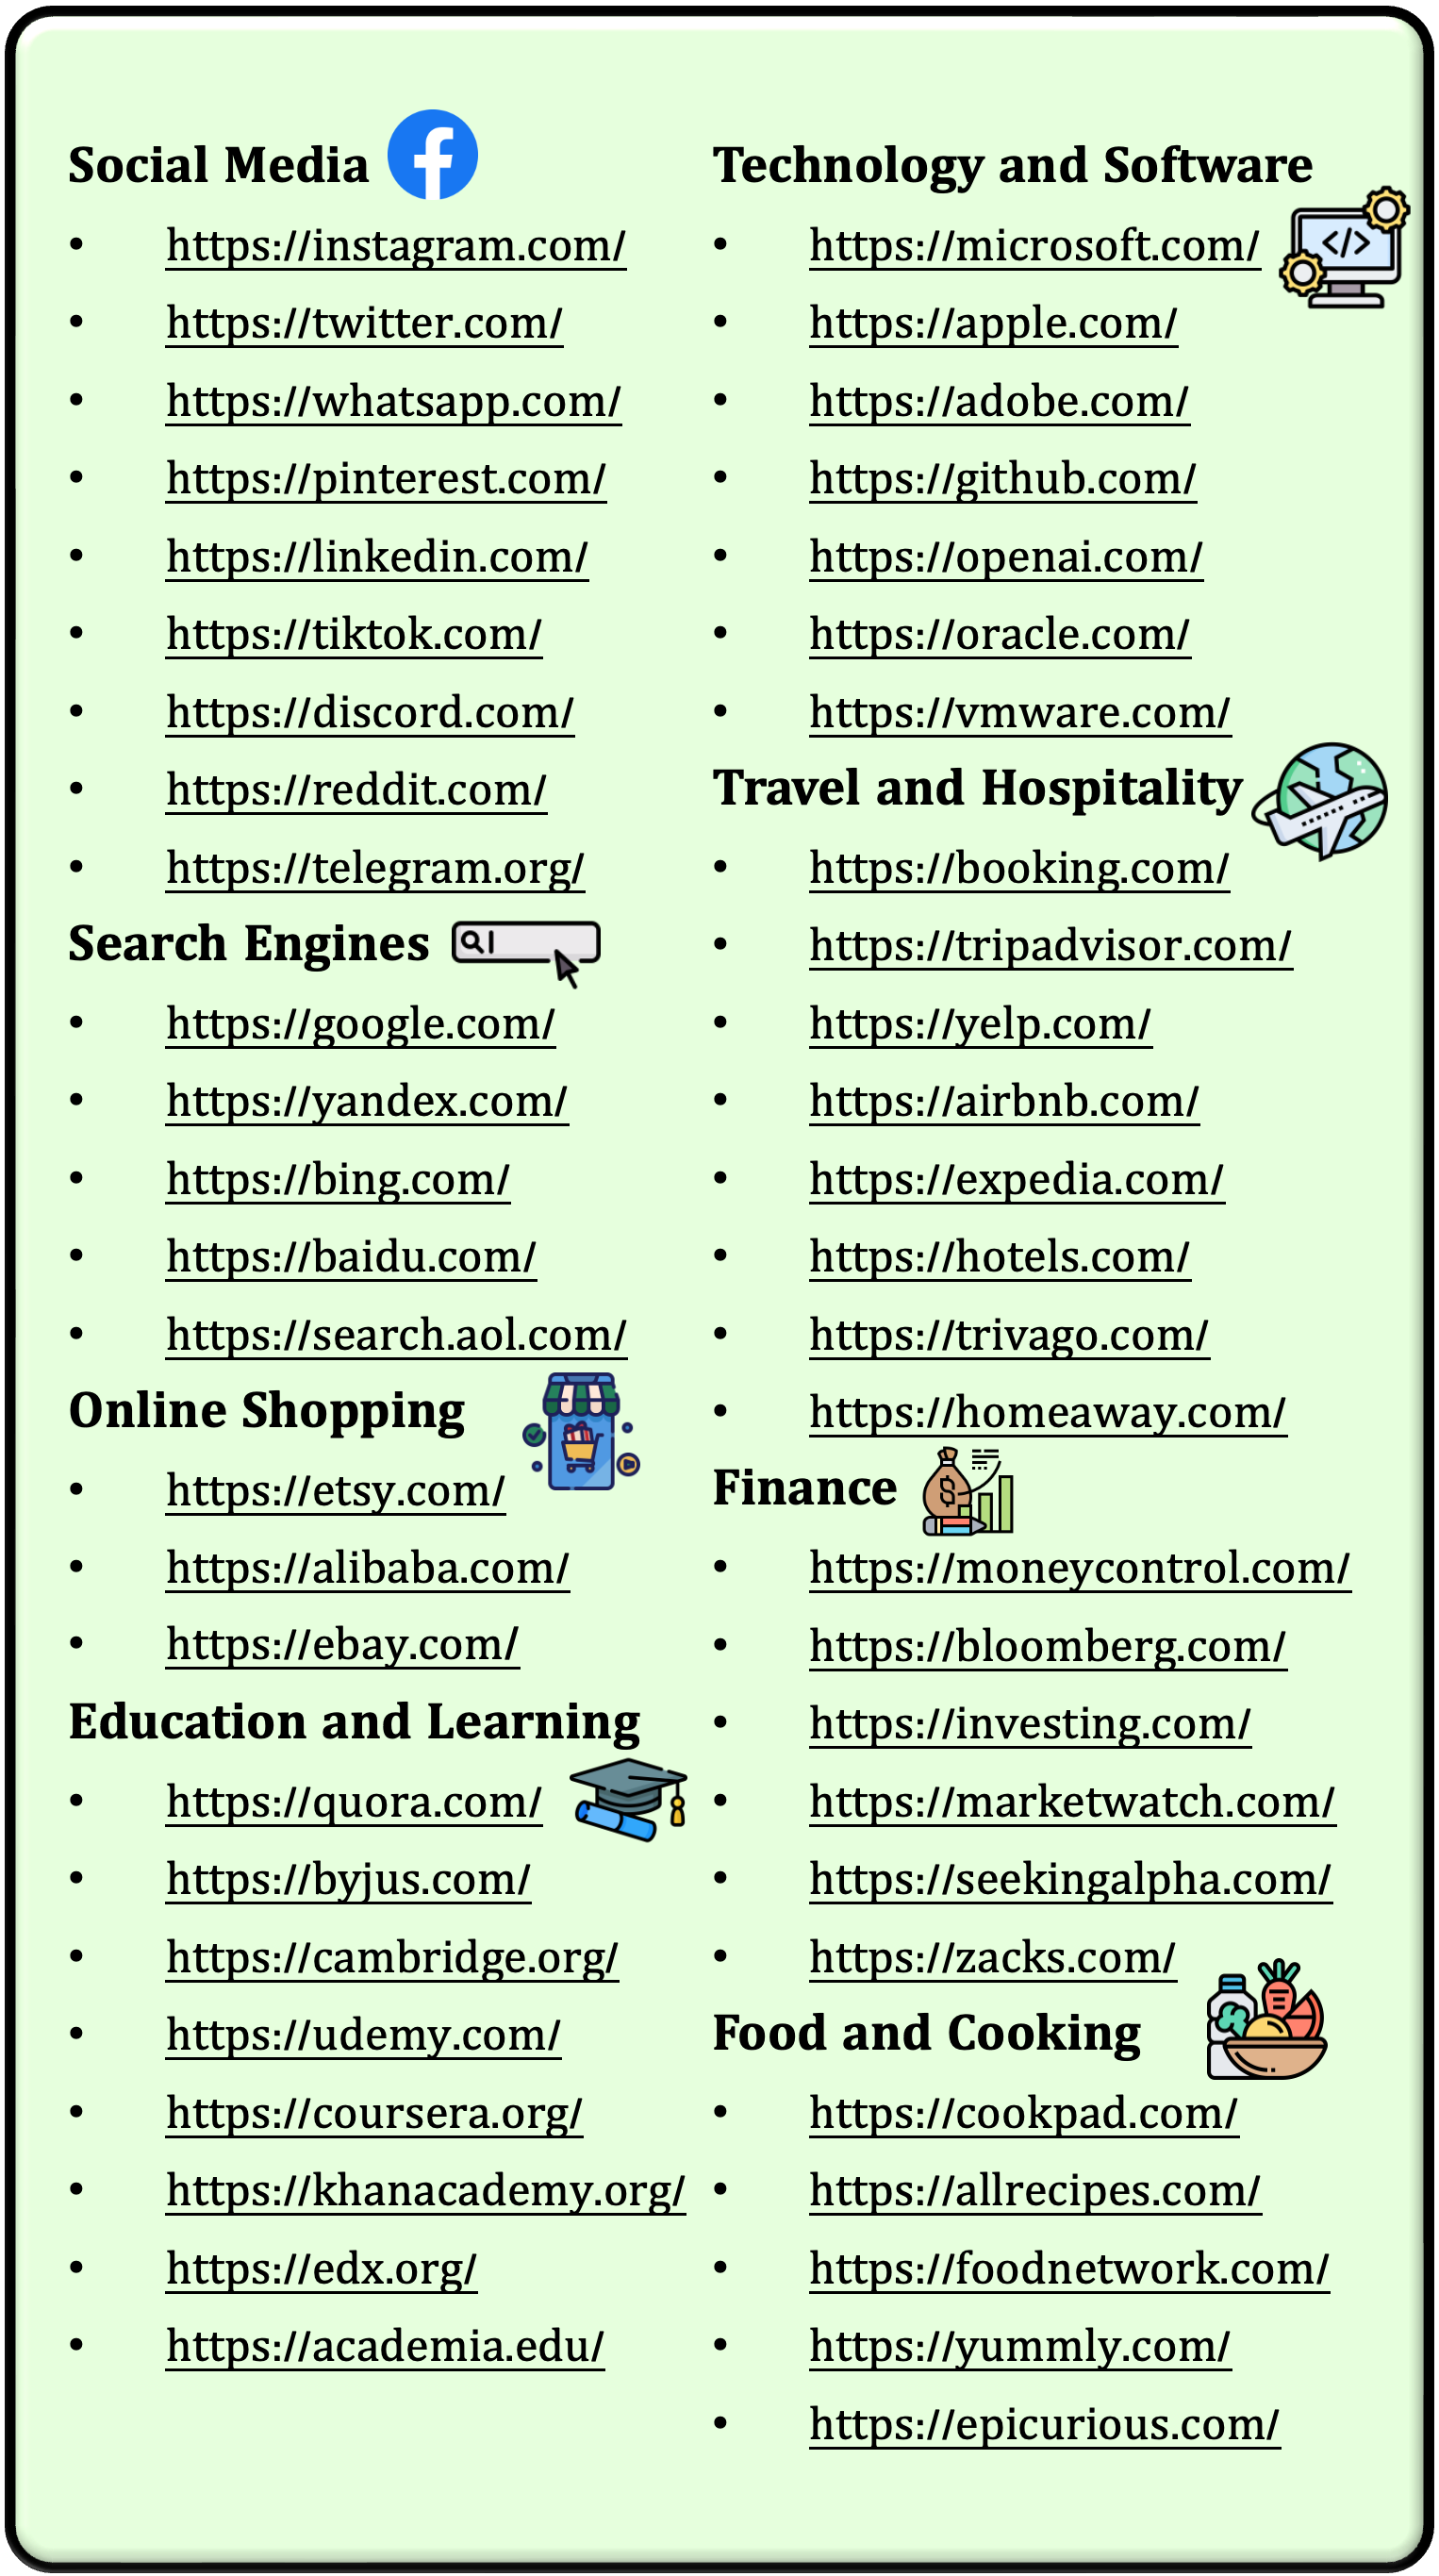 Social Media
• https://instagram.com/
• https://twitter.com/
• https://whatsapp.com/
• https://pinterest.com/
• https://linkedin.com/
• https://tiktok.com/
• https://discord.com/
• https://reddit.com/
• https://telegram.org/
Search Engines
• https://google.com/
• https://yandex.com/
• https://bing.com/
• https://baidu.com/
• https://search.aol.com/
Online Shopping
• https://etsy.com/
• https://alibaba.com/
• https://ebay.com/
Education and Learning
• https://quora.com/
• https://byjus.com/
• https://cambridge.org/
• https://udemy.com/
• https://coursera.org/
• https://khanacademy.org/
• https://edx.org/
• https://academia.edu/
Technology and Software
• https://microsoft.com/
• https://apple.com/
• https://adobe.com/
• https://github.com/
• https://openai.com/
• https://oracle.com/
• https://vmware.com/
Travel and Hospitality
• https://booking.com/
• https://tripadvisor.com/
• https://yelp.com/
• https://airbnb.com/
• https://expedia.com/
• https://hotels.com/
• https://trivago.com/
• https://homeaway.com/
Finance
• https://moneycontrol.com/
• https://bloomberg.com/
• https://investing.com/
• https://marketwatch.com/
• https://seekingalpha.com/
• https://zacks.com/
Food and Cooking
• https://cookpad.com/
• https://allrecipes.com/
• https://foodnetwork.com/
• https://yummly.com/
• https://epicurious.com/